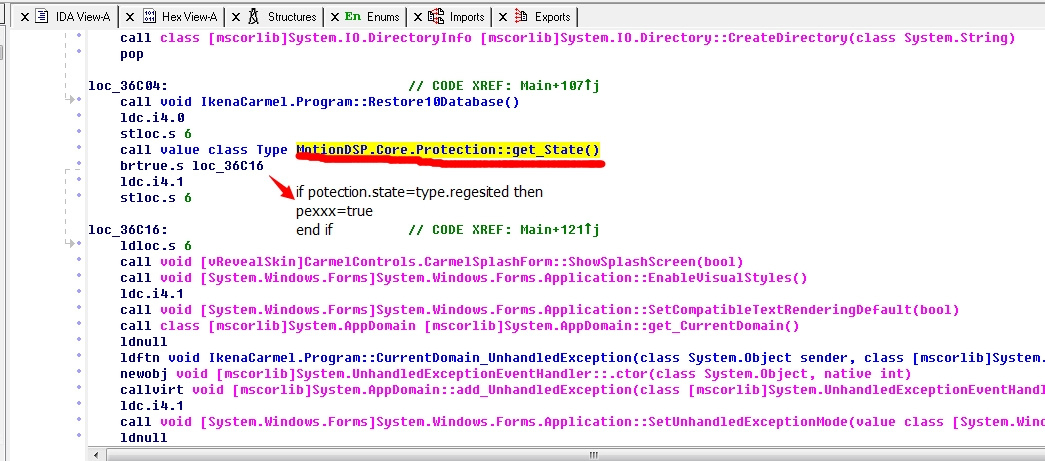 IDA View-A Hex View-A Structures En Enums Imports Exports
call class [mscorlib]System.IO.DirectoryInfo [mscorlib]System.IO.Directory::CreateDirectory(class System.String)
pop
loc_36C04: // CODE XREF: Main+107↑j
call void IkenaCarmel.Program::Restore10Database()
ldc.i4.0
stloc.s 6
call value class Type MotionDSP.Core.Protection::get_State()
brtrue.s loc_36C16
ldc.i4.1
stloc.s 6
if potection.state=type.regesited then
pexxx=true
end if
loc_36C16: // CODE XREF: Main+121↑j
ldloc.s 6
call void [vRevealSkin]CarmelControls.CarmelSplashForm::ShowSplashScreen(bool)
call void [System.Windows.Forms]System.Windows.Forms.Application::EnableVisualStyles()
ldc.i4.1
call void [System.Windows.Forms]System.Windows.Forms.Application::SetCompatibleTextRenderingDefault(bool)
call class [mscorlib]System.AppDomain [mscorlib]System.AppDomain::get_CurrentDomain()
ldnull
ldftn void IkenaCarmel.Program::CurrentDomain_UnhandledException(class System.Object sender, class [mscorlib]System.
newobj void [mscorlib]System.UnhandledExceptionEventHandler::.ctor(class System.Object, native int)
callvirt void [mscorlib]System.AppDomain::add_UnhandledException(class [mscorlib]System.UnhandledExceptionEventHandl
ldc.i4.1
call void [System.Windows.Forms]System.Windows.Forms.Application::SetUnhandledExceptionMode(value class [System.Wind
ldnull